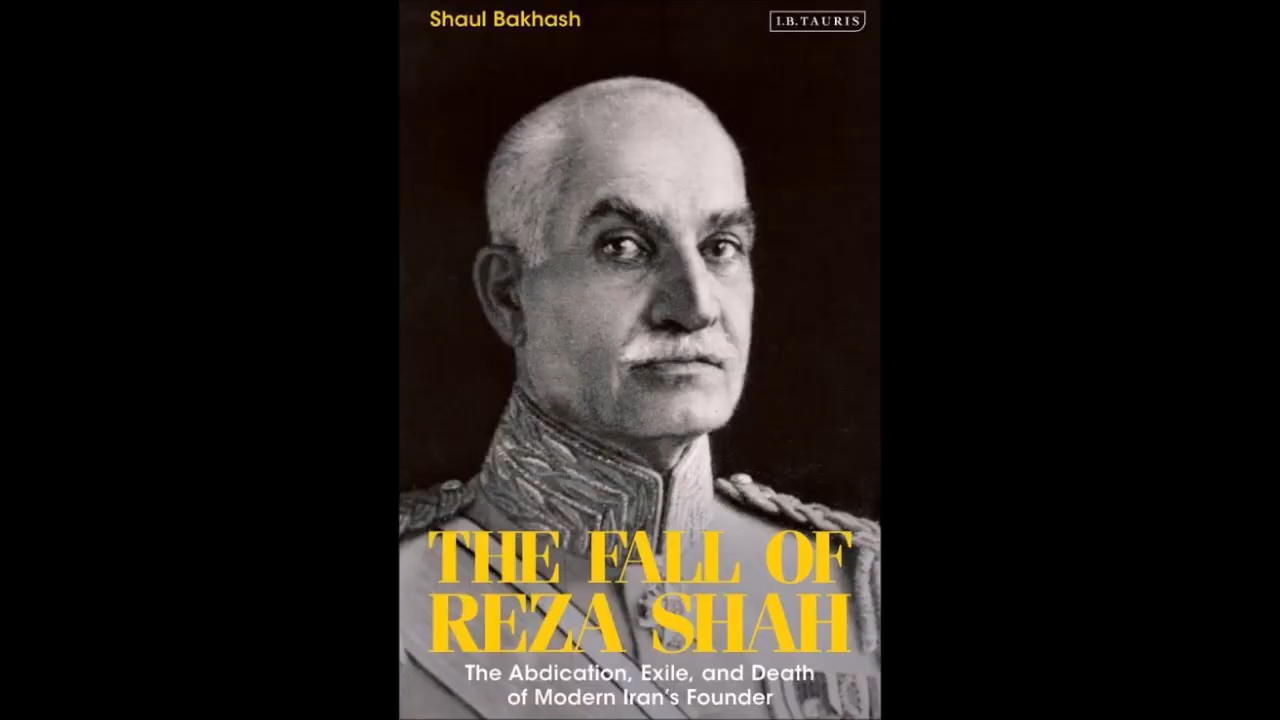 Shaul Bakhash
I.B.TAURIS
THE FALL OF
REZA SHAH
The Abdication, Exile, and Death
of Modern Iran's Founder